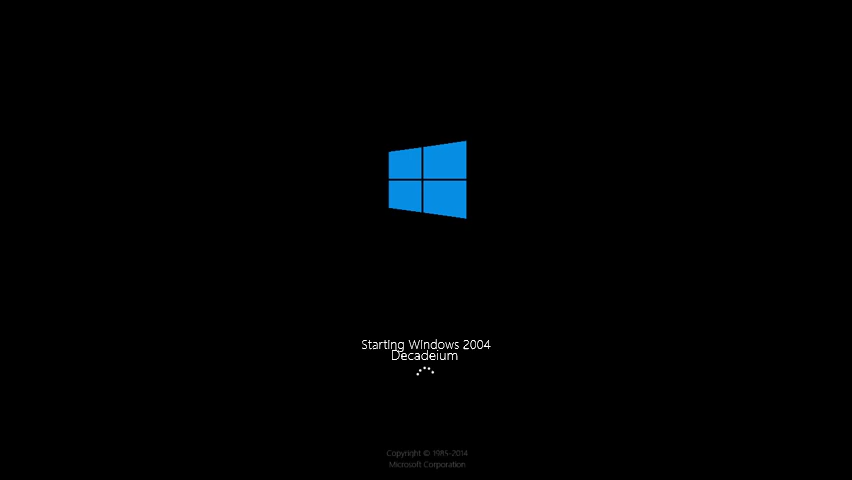 Starting Windows 2004
Decadeium
Copyright © 1985-2014
Microsoft Corporation